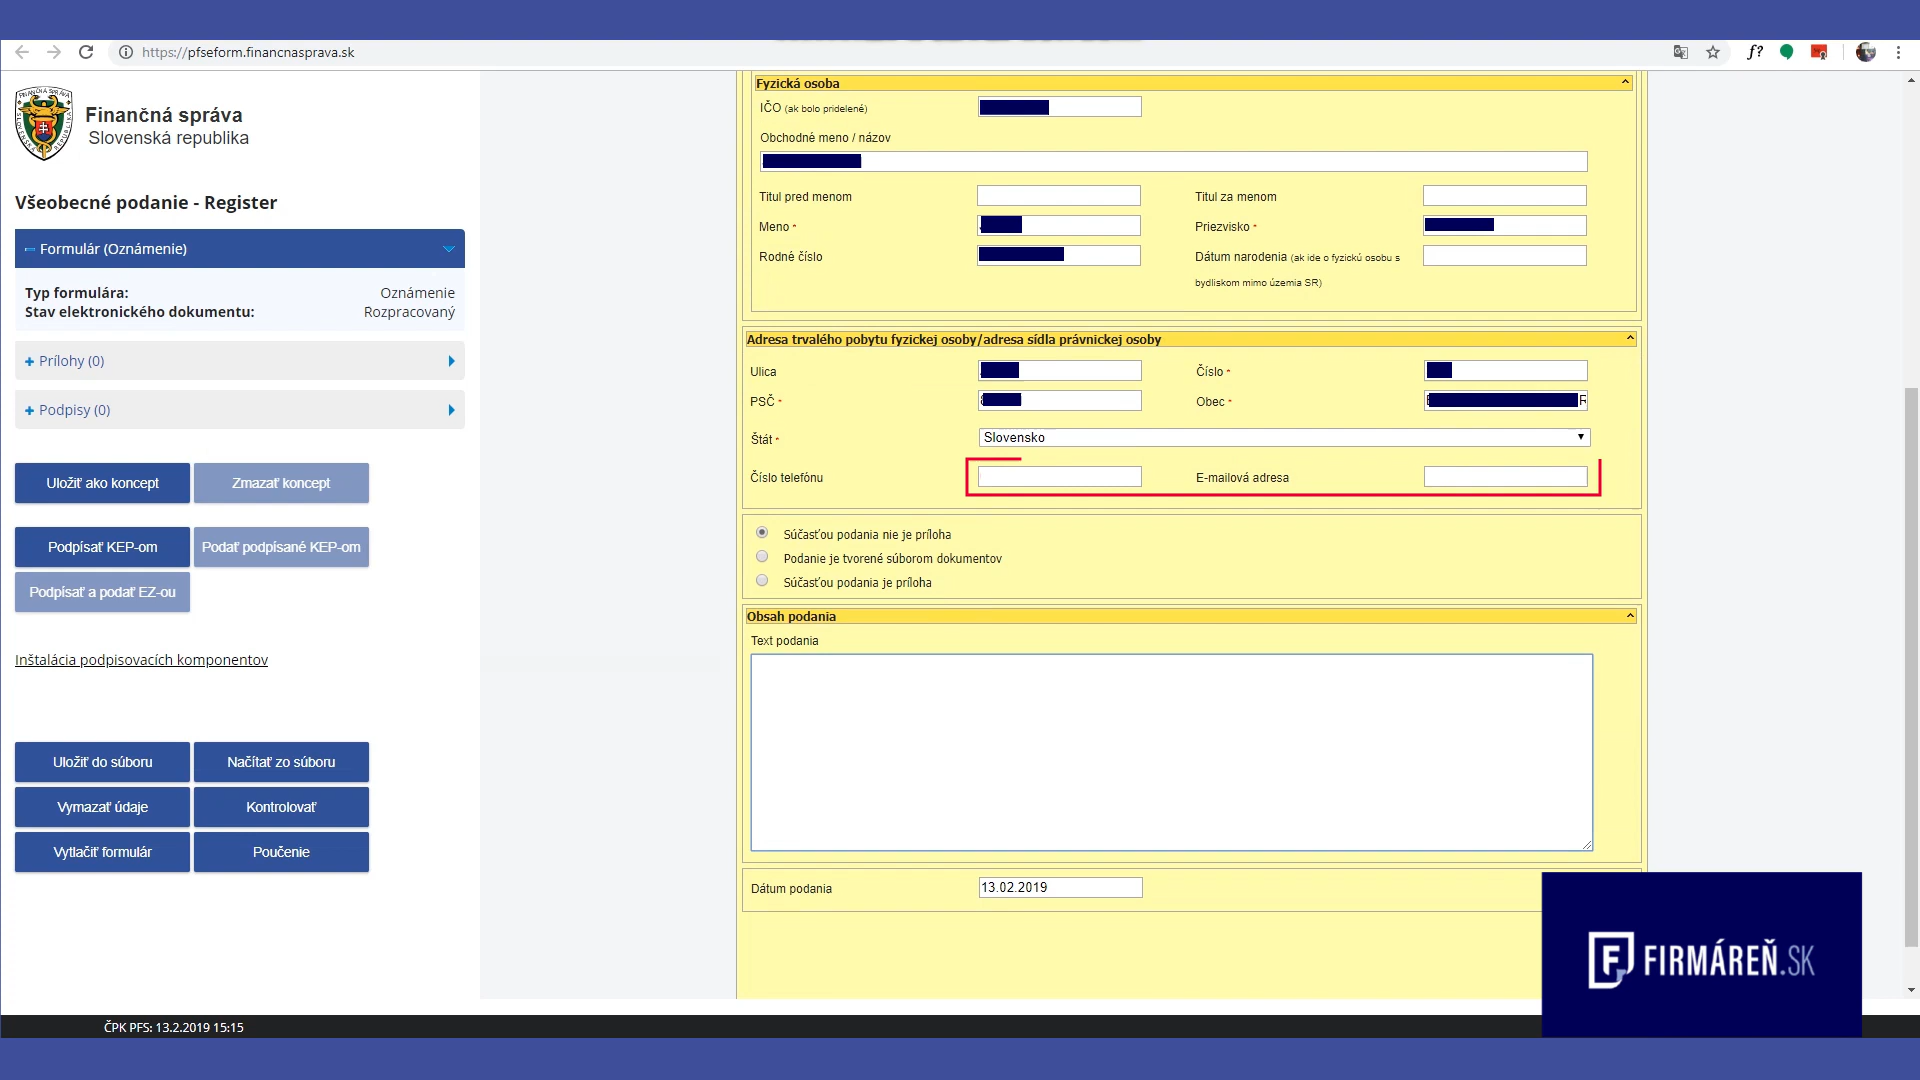 https://pfseform.financnasprava.sk
f?
Finančná správa
Slovenská republika
Všeobecné podanie - Register
Formulár (Oznámenie)
Typ formulára: Oznámenie
Stav elektronického dokumentu: Rozpracovaný
+ Prílohy (0)
+ Podpisy (0)
Uložiť ako koncept Zmazať koncept
Podpísať KEP-om Podať podpísané KEP-om
Podpísať a podať EZ-ou
Inštalácia podpisovacích komponentov
Uložiť do súboru Načítať zo súboru
Vymazať údaje Kontrolovať
Vytlačiť formulár Poučenie
Fyzická osoba
IČO (ak bolo pridelené)
Obchodné meno / názov
Titul pred menom Titul za menom
Meno * Priezvisko *
Rodné číslo Dátum narodenia (ak ide o fyzickú osobu s
bydliskom mimo územia SR)
Adresa trvalého pobytu fyzickej osoby/adresa sídla právnickej osoby
Ulica Číslo *
PSČ * Obec *
Štát * Slovensko
Číslo telefónu E-mailová adresa
Súčasťou podania nie je príloha
Podanie je tvorené súborom dokumentov
Súčasťou podania je príloha
Obsah podania
Text podania
Dátum podania 13.02.2019
FIRMÁREŇ.SK
ČPK PFS: 13.2.2019 15:15